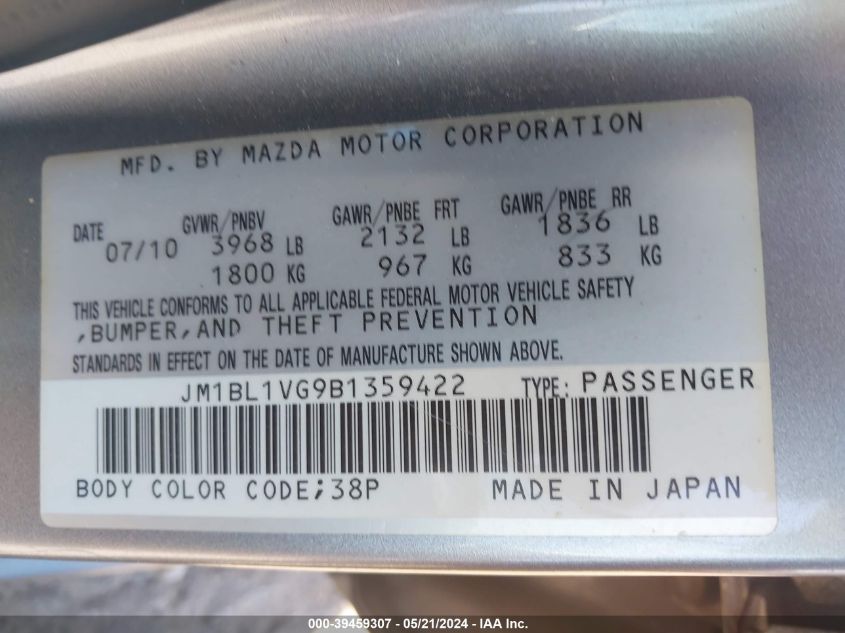 MFD. BY MAZDA MOTOR CORPORATION
DATE GVWR/PNBV GAWR/PNBE FRT GAWR/PNBE RR
07/10 3968 LB 2132 LB 1836 LB
1800 KG 967 KG 833 KG
THIS VEHICLE CONFORMS TO ALL APPLICABLE FEDERAL MOTOR VEHICLE SAFETY
,BUMPER,AND THEFT PREVENTION
STANDARDS IN EFFECT ON THE DATE OF MANUFACTURE SHOWN ABOVE.
JM1BL1VG9B1359422 TYPE: PASSENGER
BODY COLOR CODE;38P MADE IN JAPAN
000-39459307 - 05/21/2024 - IAA Inc.